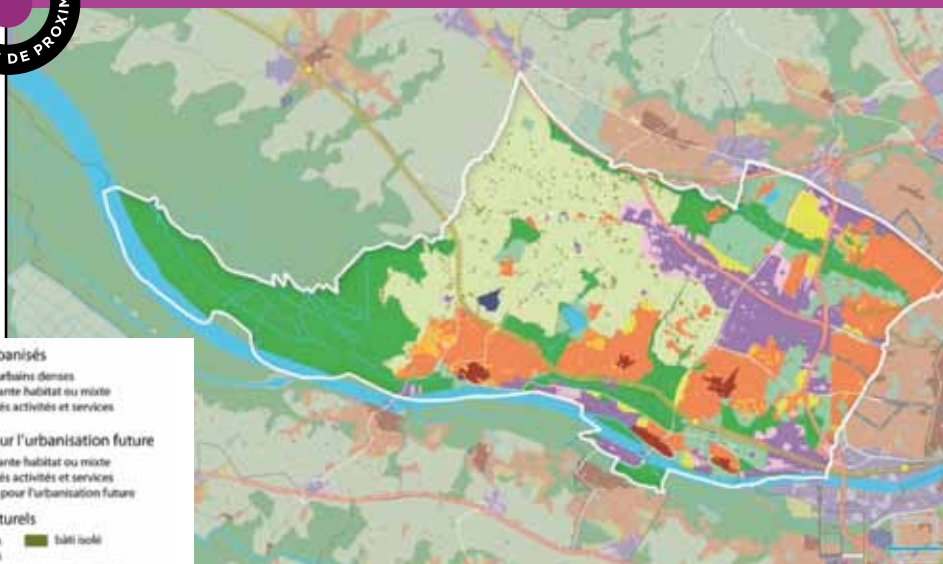 DE PROXIM
banisés
rbains denses
ante habitat ou mixte
és activités et services
ur l'urbanisation future
ante habitat ou mixte
és activités et services
pour l'urbanisation future
turels
bâti isolé